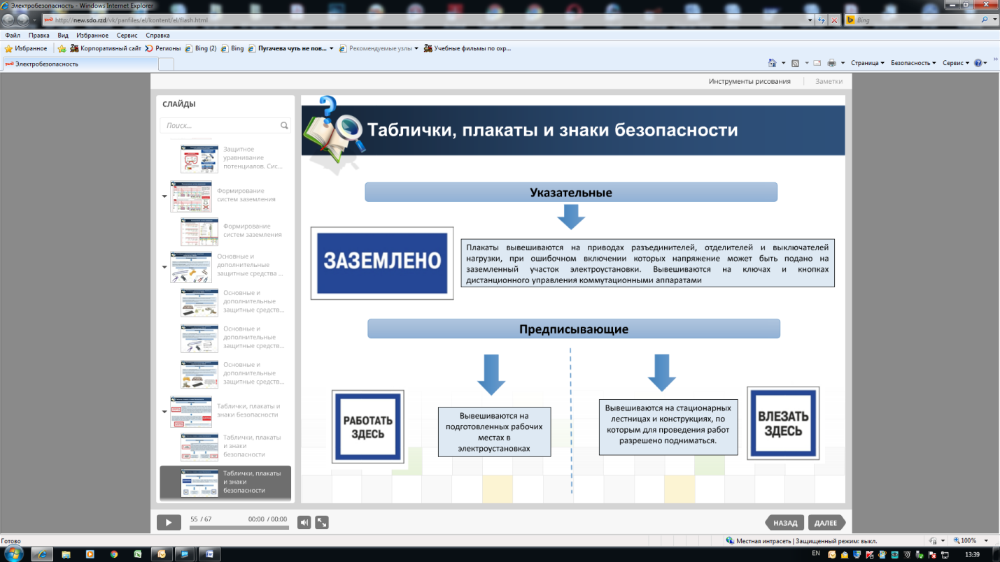 Электробезопасность - Windows Internet Explorer
http://new.sdo.rzd/vk/panfiles/el/kontent/el/flash.html
Bing
Файл Правка Вид Избранное Сервис Справка
Избранное Корпоративный сайт Регионы Bing (2) Bing Пугачева чуть не пов... Рекомендуемые узлы Учебные фильмы по охр...
Электробезопасность
Страница Безопасность Сервис
Инструменты рисования Заметки
СЛАЙДЫ
Поиск...
Защитное
уравнивание
потенциалов. Сис...
Формирование
систем заземления
Формирование
систем заземления
Основные и
дополнительные
защитные средства ...
Основные и
дополнительные
защитные средств...
Основные и
дополнительные
защитные средств...
Основные и
дополнительные
защитные средств...
Таблички, плакаты и
знаки безопасности
Таблички, плакаты
и знаки
безопасности
Таблички, плакаты
и знаки
безопасности
Таблички, плакаты и знаки безопасности
Указательные
ЗАЗЕМЛЕНО
Плакаты вывешиваются на приводах разъединителей, отделителей и выключателей
нагрузки, при ошибочном включении которых напряжение может быть подано на
заземленный участок электроустановки. Вывешиваются на ключах и кнопках
дистанционного управления коммутационными аппаратами
Предписывающие
РАБОТАТЬ
ЗДЕСЬ
Вывешиваются на
подготовленных рабочих
местах в
электроустановках
Вывешиваются на стационарных
лестницах и конструкциях, по
которым для проведения работ
разрешено подниматься.
ВЛЕЗАТЬ
ЗДЕСЬ
55 / 67 00:00 / 00:00
НАЗАД ДАЛЕЕ
Готово
Местная интрасеть | Защищенный режим: выкл.
100%
EN
13:39